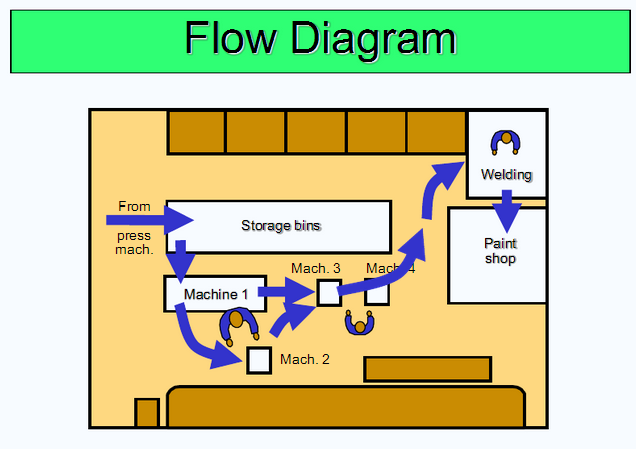 Flow Diagram
Welding
From
press
mach.
Storage bins
Paint
shop
Mach. 3
Mach. 4
Machine 1
Mach. 2